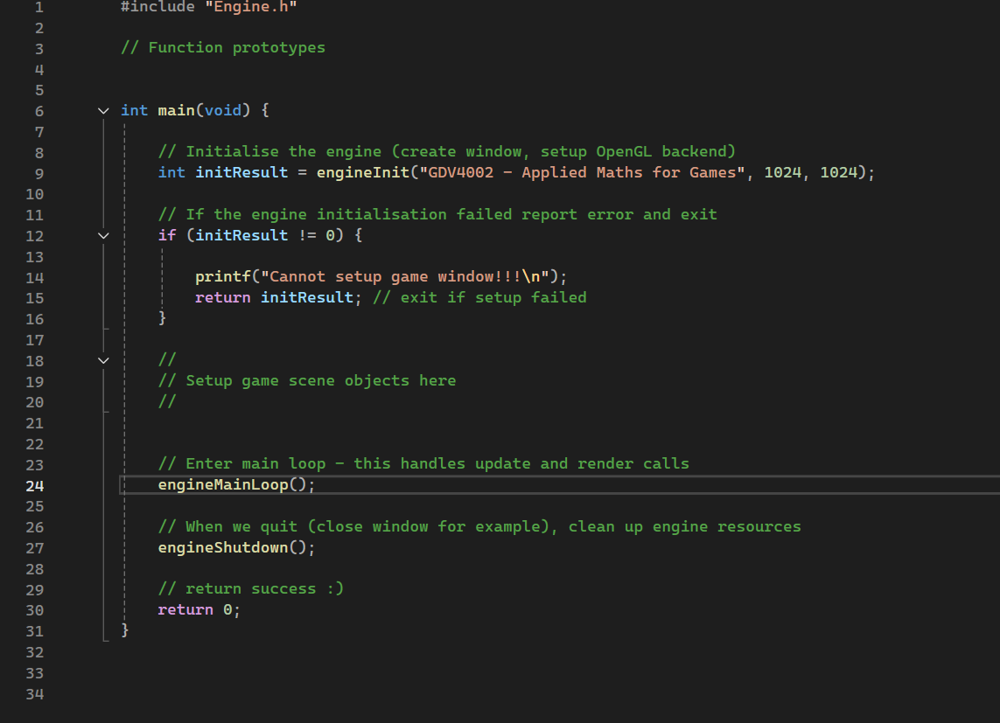 1 #include "Engine.h"
2
3 // Function prototypes
4
5
6 int main(void) {
7
8 // Initialise the engine (create window, setup OpenGL backend)
9 int initResult = engineInit("GDV4002 - Applied Maths for Games", 1024, 1024);
10
11 // If the engine initialisation failed report error and exit
12 if (initResult != 0) {
13
14 printf("Cannot setup game window!!!\n");
15 return initResult; // exit if setup failed
16 }
17
18 //
19 // Setup game scene objects here
20 //
21
22
23 // Enter main loop - this handles update and render calls
24 engineMainLoop();
25
26 // When we quit (close window for example), clean up engine resources
27 engineShutdown();
28
29 // return success :)
30 return 0;
31 }
32
33
34